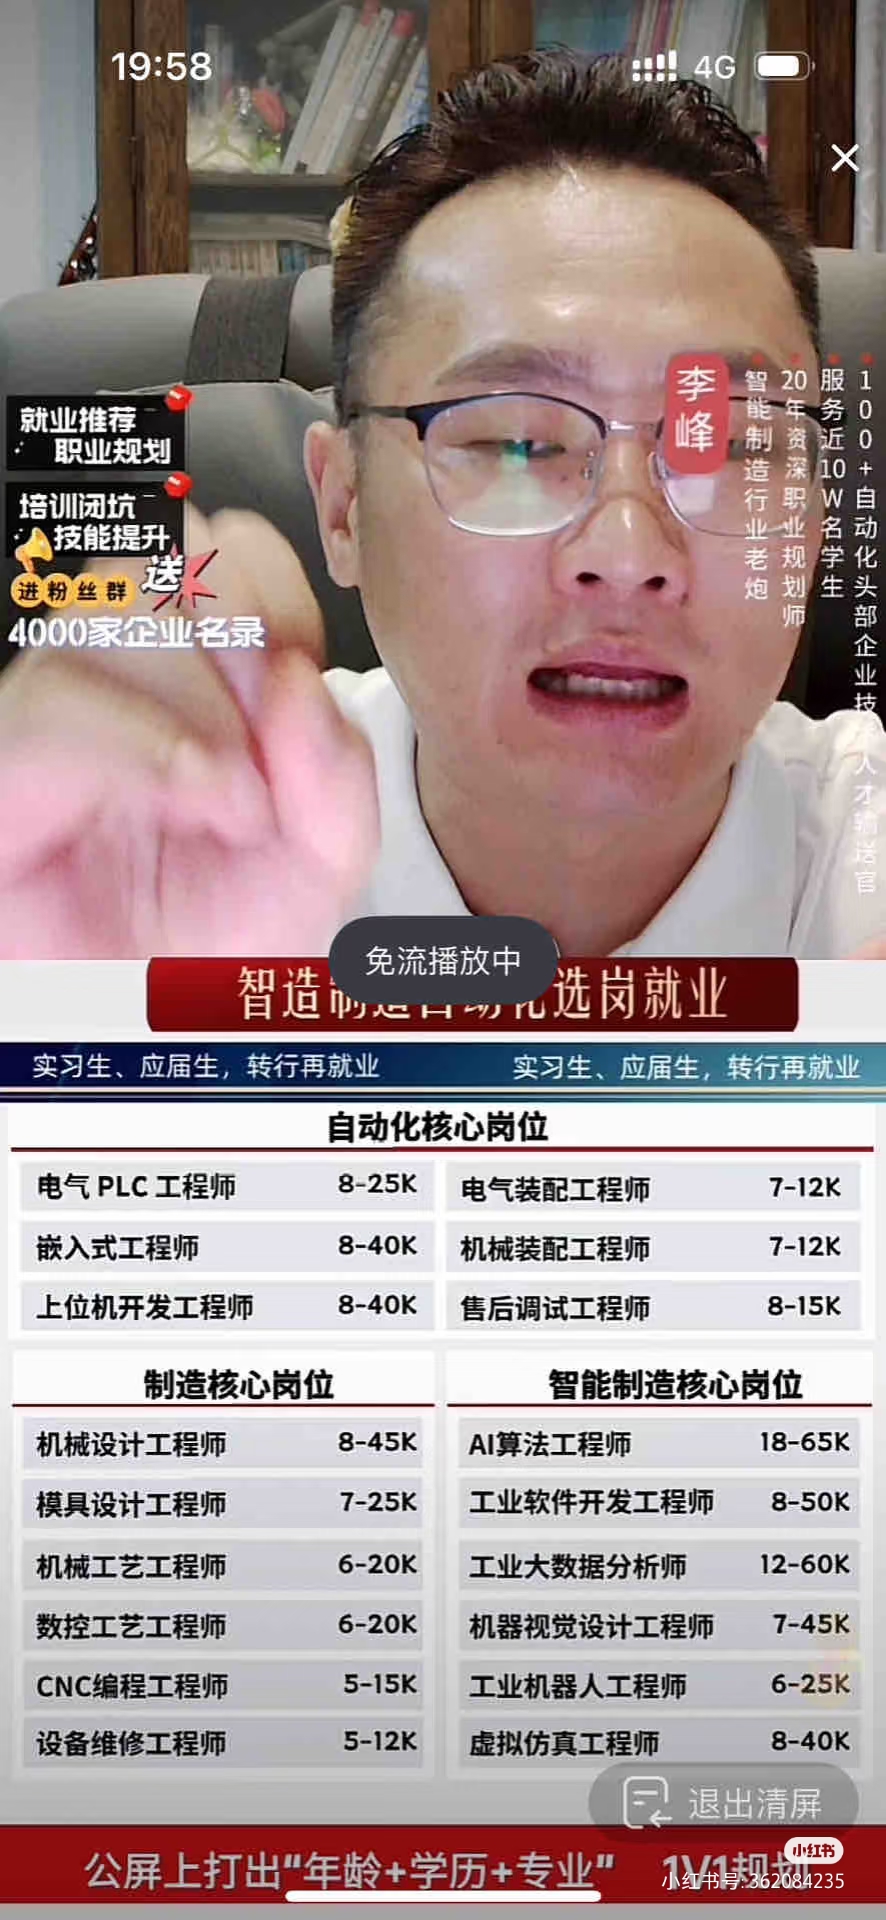 19:58
4G
就业推荐
职业规划
培训闭坑
技能提升
进粉丝群
送
4000家企业名录
李峰
智能制造行业老炮
20年资深职业规划师
服务近10W名学生
100+自动化头部企业技
人才输送官
免流播放中
智造制造自动化选岗就业
实习生、应届生，转行再就业
实习生、应届生，转行再就业
自动化核心岗位
电气 PLC 工程师 8-25K
电气装配工程师 7-12K
嵌入式工程师 8-40K
机械装配工程师 7-12K
上位机开发工程师 8-40K
售后调试工程师 8-15K
制造核心岗位
机械设计工程师 8-45K
模具设计工程师 7-25K
机械工艺工程师 6-20K
数控工艺工程师 6-20K
CNC编程工程师 5-15K
设备维修工程师 5-12K
智能制造核心岗位
AI算法工程师 18-65K
工业软件开发工程师 8-50K
工业大数据分析师 12-60K
机器视觉设计工程师 7-45K
工业机器人工程师 6-25K
虚拟仿真工程师 8-40K
退出清屏
公屏上打出“年龄+学历+专业” 1V1规划
小红书
小红书号:362084235